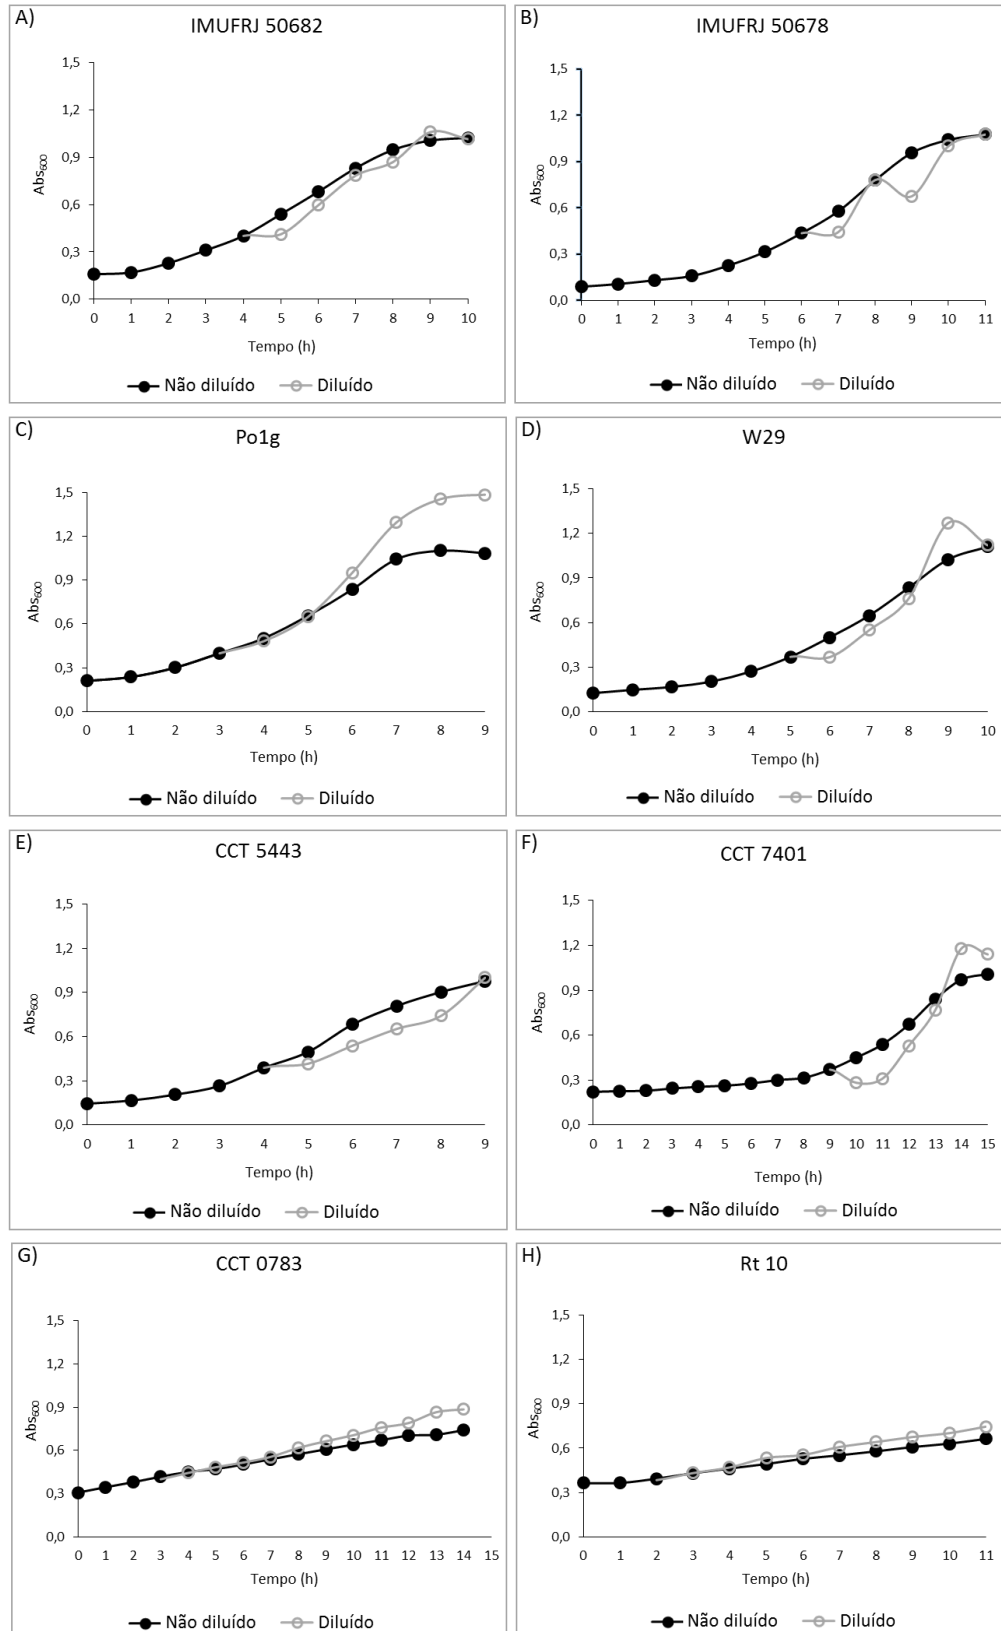 A)
IMUFRJ 50682
1,5
1,2
0,9
0,6
0,3
0,0
Abs600
0 1 2 3 4 5 6 7 8 9 10
Tempo (h)
Não diluído Diluído
B)
IMUFRJ 50678
1,5
1,2
0,9
0,6
0,3
0,0
Abs600
0 1 2 3 4 5 6 7 8 9 10 11
Tempo (h)
Não diluído Diluído
C)
Po1g
1,5
1,2
0,9
0,6
0,3
0,0
Abs600
0 1 2 3 4 5 6 7 8 9
Tempo (h)
Não diluído Diluído
D)
W29
1,5
1,2
0,9
0,6
0,3
0,0
Abs600
0 1 2 3 4 5 6 7 8 9 10
Tempo (h)
Não diluído Diluído
E)
CCT 5443
1,5
1,2
0,9
0,6
0,3
0,0
Abs600
0 1 2 3 4 5 6 7 8 9
Tempo (h)
Não diluído Diluído
F)
CCT 7401
1,5
1,2
0,9
0,6
0,3
0,0
Abs600
0 1 2 3 4 5 6 7 8 9 10 11 12 13 14 15
Tempo (h)
Não diluído Diluído
G)
CCT 0783
1,5
1,2
0,9
0,6
0,3
0,0
Abs600
0 1 2 3 4 5 6 7 8 9 10 11 12 13 14 15
Tempo (h)
Não diluído Diluído
H)
Rt 10
1,5
1,2
0,9
0,6
0,3
0,0
Abs600
0 1 2 3 4 5 6 7 8 9 10 11
Tempo (h)
Não diluído Diluído